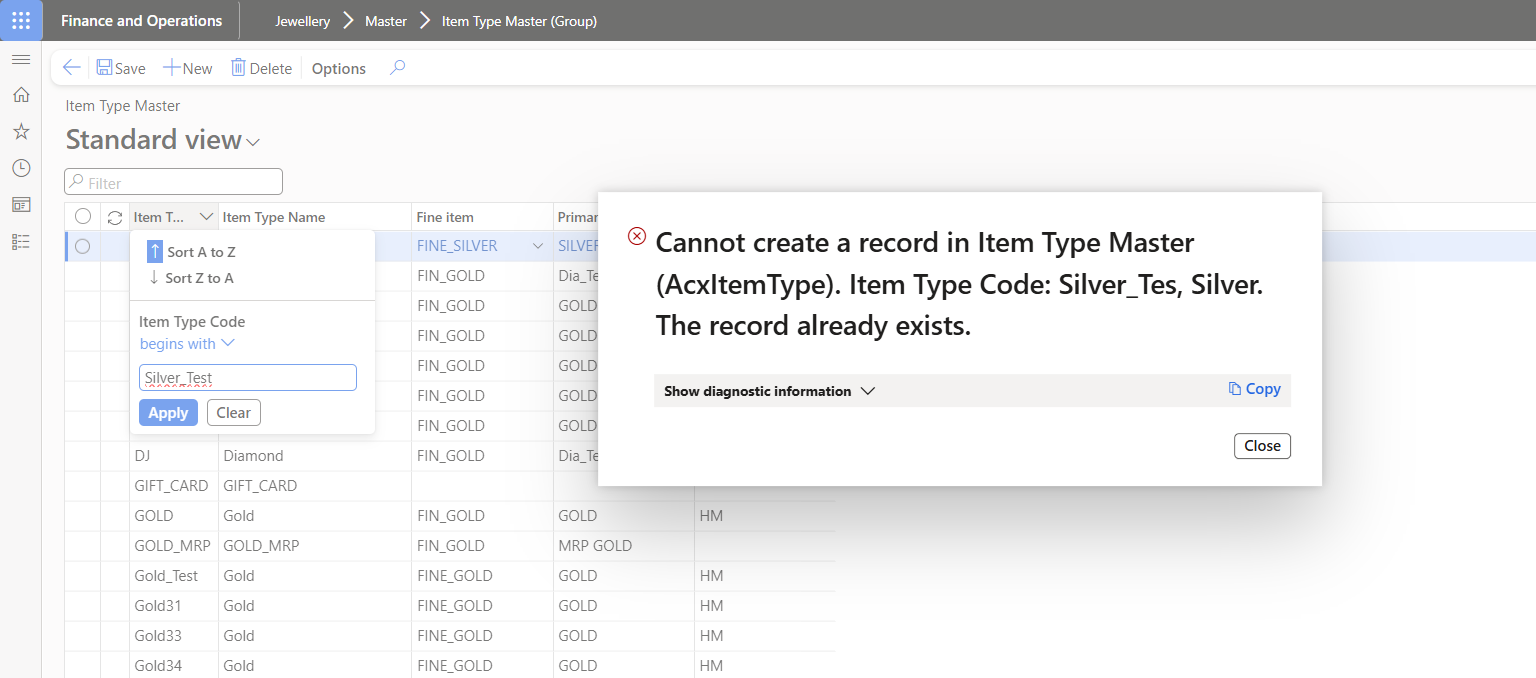 Finance and Operations
Jewellery
Master
Item Type Master (Group)
Save
New
Delete
Options
Item Type Master
Standard view
Filter
Item T...
Item Type Name
Fine item
Primar
FINE_SILVER
SILVER
FIN_GOLD
Dia_Te
FIN_GOLD
GOLD
FIN_GOLD
GOLD
FIN_GOLD
GOLD
FIN_GOLD
GOLD
FIN_GOLD
GOLD
Sort A to Z
Sort Z to A
Item Type Code
begins with
Silver_Test
Apply
Clear
DJ Diamond FIN_GOLD Dia_Te
GIFT_CARD GIFT_CARD
GOLD Gold FIN_GOLD GOLD HM
GOLD_MRP GOLD_MRP FIN_GOLD MRP GOLD
Gold_Test Gold FINE_GOLD GOLD HM
Gold31 Gold FINE_GOLD GOLD HM
Gold33 Gold FINE_GOLD GOLD HM
Gold34 Gold FINE_GOLD GOLD HM
Cannot create a record in Item Type Master
(AcxItemType). Item Type Code: Silver_Tes, Silver.
The record already exists.
Show diagnostic information
Copy
Close